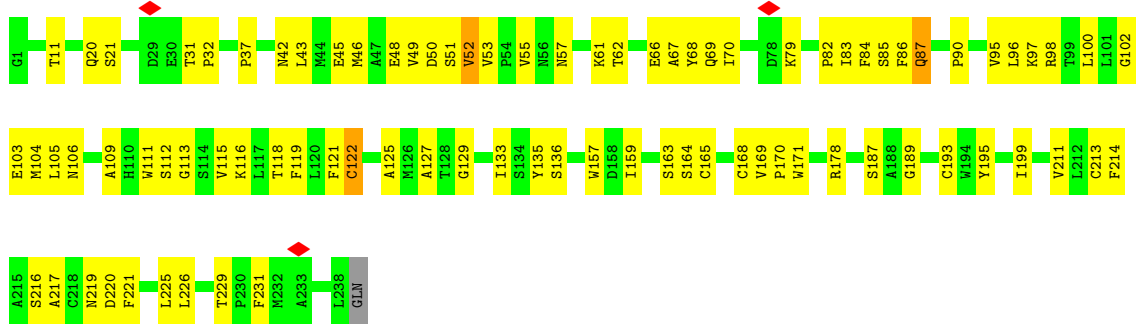 G1 T11 Q20 S21 D29 E30 T31 P32 P37 N42 L43 M44 E45 M46 A47 E48 V49 D50 S51 V52 V53 P54 V55 N56 N57 K61 T62 E66 A67 Y68 Q69 I70 D78 K79 P82 I83 F84 S85 F86 Q87 P90 V95 L96 K97 R98 T99 L100 L101 G102
E103 M104 L105 N106 A109 H110 W111 S112 G113 S114 V115 K116 L117 T118 F119 L120 F121 C122 A125 M126 A127 T128 G129 I133 S134 Y135 S136 W157 D158 I159 S163 S164 C165 C168 V169 P170 W171 R178 S187 A188 G189 C193 W194 Y195 I199 V211 L212 C213 F214
A215 S216 A217 C218 N219 D220 F221 L225 L226 T229 P230 F231 M232 A233 L238 GLN